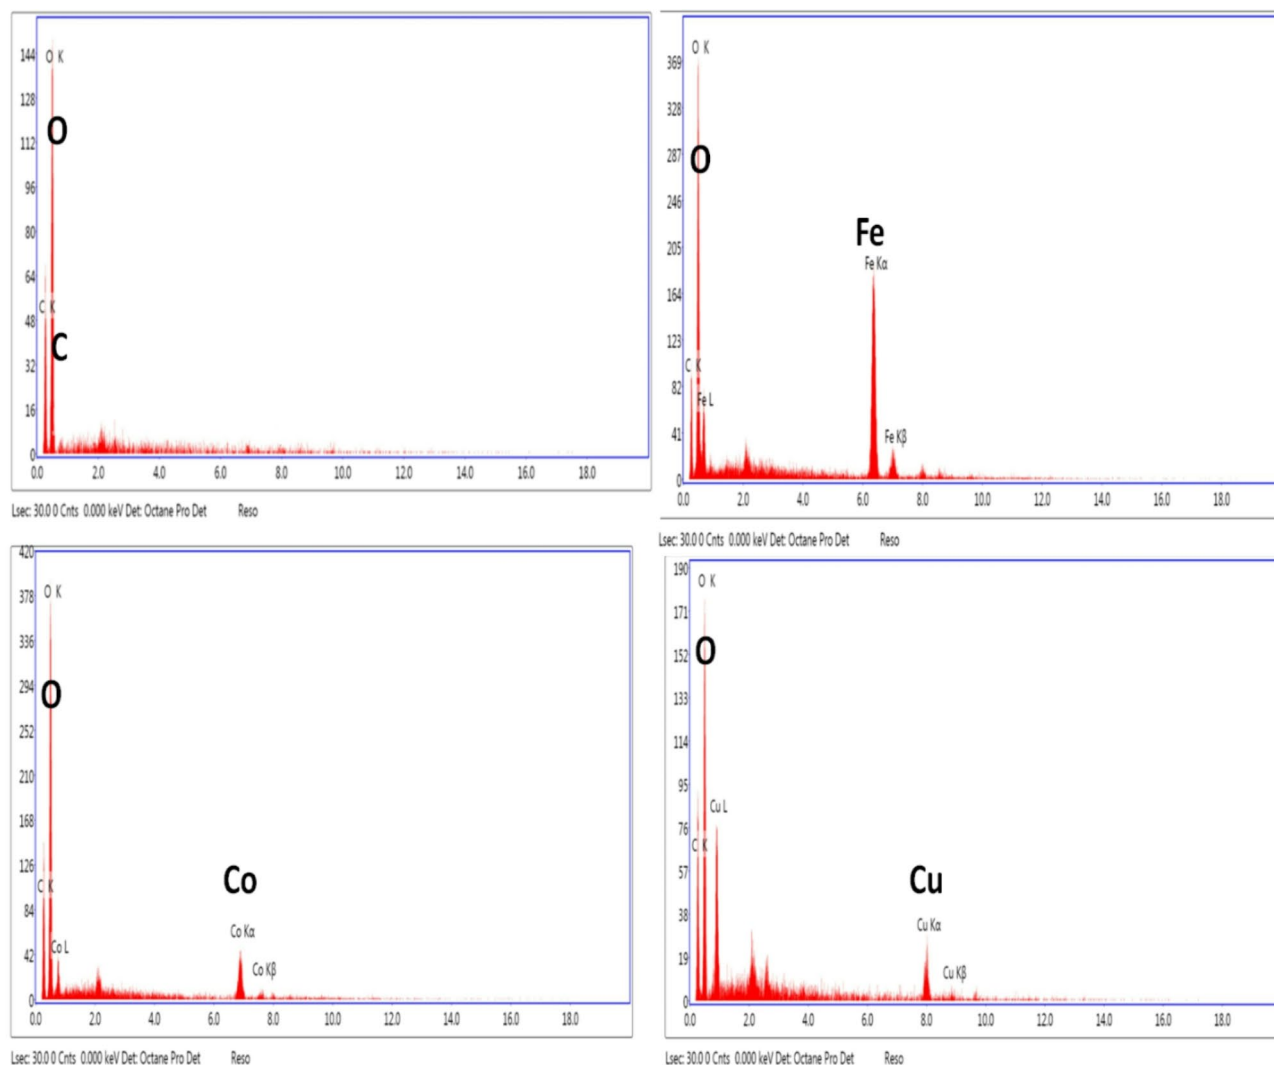 144
O K
128
O
112
96
80
64
C K
48
C
32
16
0
0.0 2.0 4.0 6.0 8.0 10.0 12.0 14.0 16.0 18.0
Lsec: 30.0 0 Cnts 0.000 keV Det: Octane Pro Det Reso
O K
369
328
287
O
246
Fe
205
Fe Kα
164
123
C K
82
Fe L
41
Fe Kβ
0
0.0 2.0 4.0 6.0 8.0 10.0 12.0 14.0 16.0 18.0
Lsec: 30.0 0 Cnts 0.000 keV Det: Octane Pro Det Reso
420
O K
378
336
294
O
252
210
168
126
Co
C K
84
Co Kα
Co L
42
Co Kβ
0
0.0 2.0 4.0 6.0 8.0 10.0 12.0 14.0 16.0 18.0
Lsec: 30.0 0 Cnts 0.000 keV Det: Octane Pro Det Reso
190
O K
171
O
152
133
114
95
Cu L
76
C K
57
Cu
38
Cu Kα
19
Cu Kβ
0
0.0 2.0 4.0 6.0 8.0 10.0 12.0 14.0 16.0 18.0
Lsec: 30.0 0 Cnts 0.000 keV Det: Octane Pro Det Reso